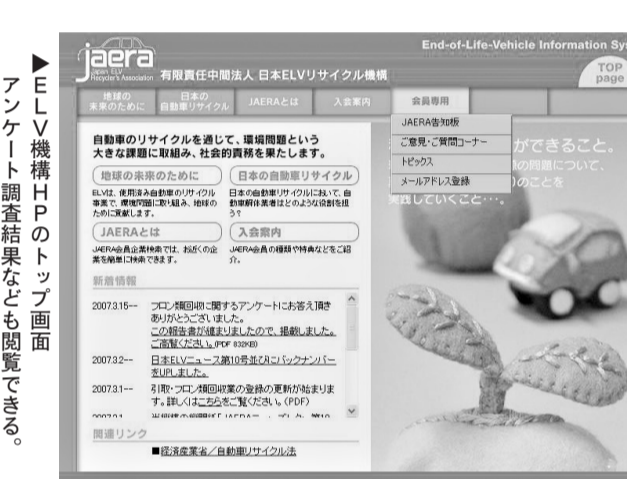 ▶ELV機構HPのトップ画面
アンケート調査結果なども閲覧できる。
jaera
Japan ELV
Recycler's Association
有限責任中間法人 日本ELVリサイクル機構
End-of-Life-Vehicle Information Sy
TOP
page
地球の
未来のために
日本の
自動車リサイクル
JAERAとは
入会案内
会員専用
JAERA告知板
ご意見・ご質問コーナー
トピックス
メールアドレス登録
ができること。
の問題について、
のことを
実践していくこと・・・。
自動車のリサイクルを通じて、環境問題という
大きな課題に取組み、社会的責務を果たします。
地球の未来のために
ELVは、使用済み自動車のリサイクル
事業で、環境問題に取り組み、地球の
ために貢献します。
日本の自動車リサイクル
日本の自動車リサイクルにおいて、自
動車解体業者はどのような役割を担
う?
JAERAとは
JAERA会員企業検索では、お近くの企
業を簡単に検索できます。
入会案内
JAERA会員の種類や特典などをご紹
介。
新着情報
2007.3.15-- フロン類回収に関するアンケートにお答え頂き
ありがとうございました。
この報告書が纏まりましたので、掲載しました。
ご高覧ください。(PDF 832KB)
2007.3.2-- 日本ELVニュース第10号並びにバックナンバー
をUPしました。
2007.3.1-- 引取・フロン類回収業の登録の更新が始まりま
す。詳しくはこちらをご覧ください。(PDF)
関連リンク
■経済産業省/自動車リサイクル法